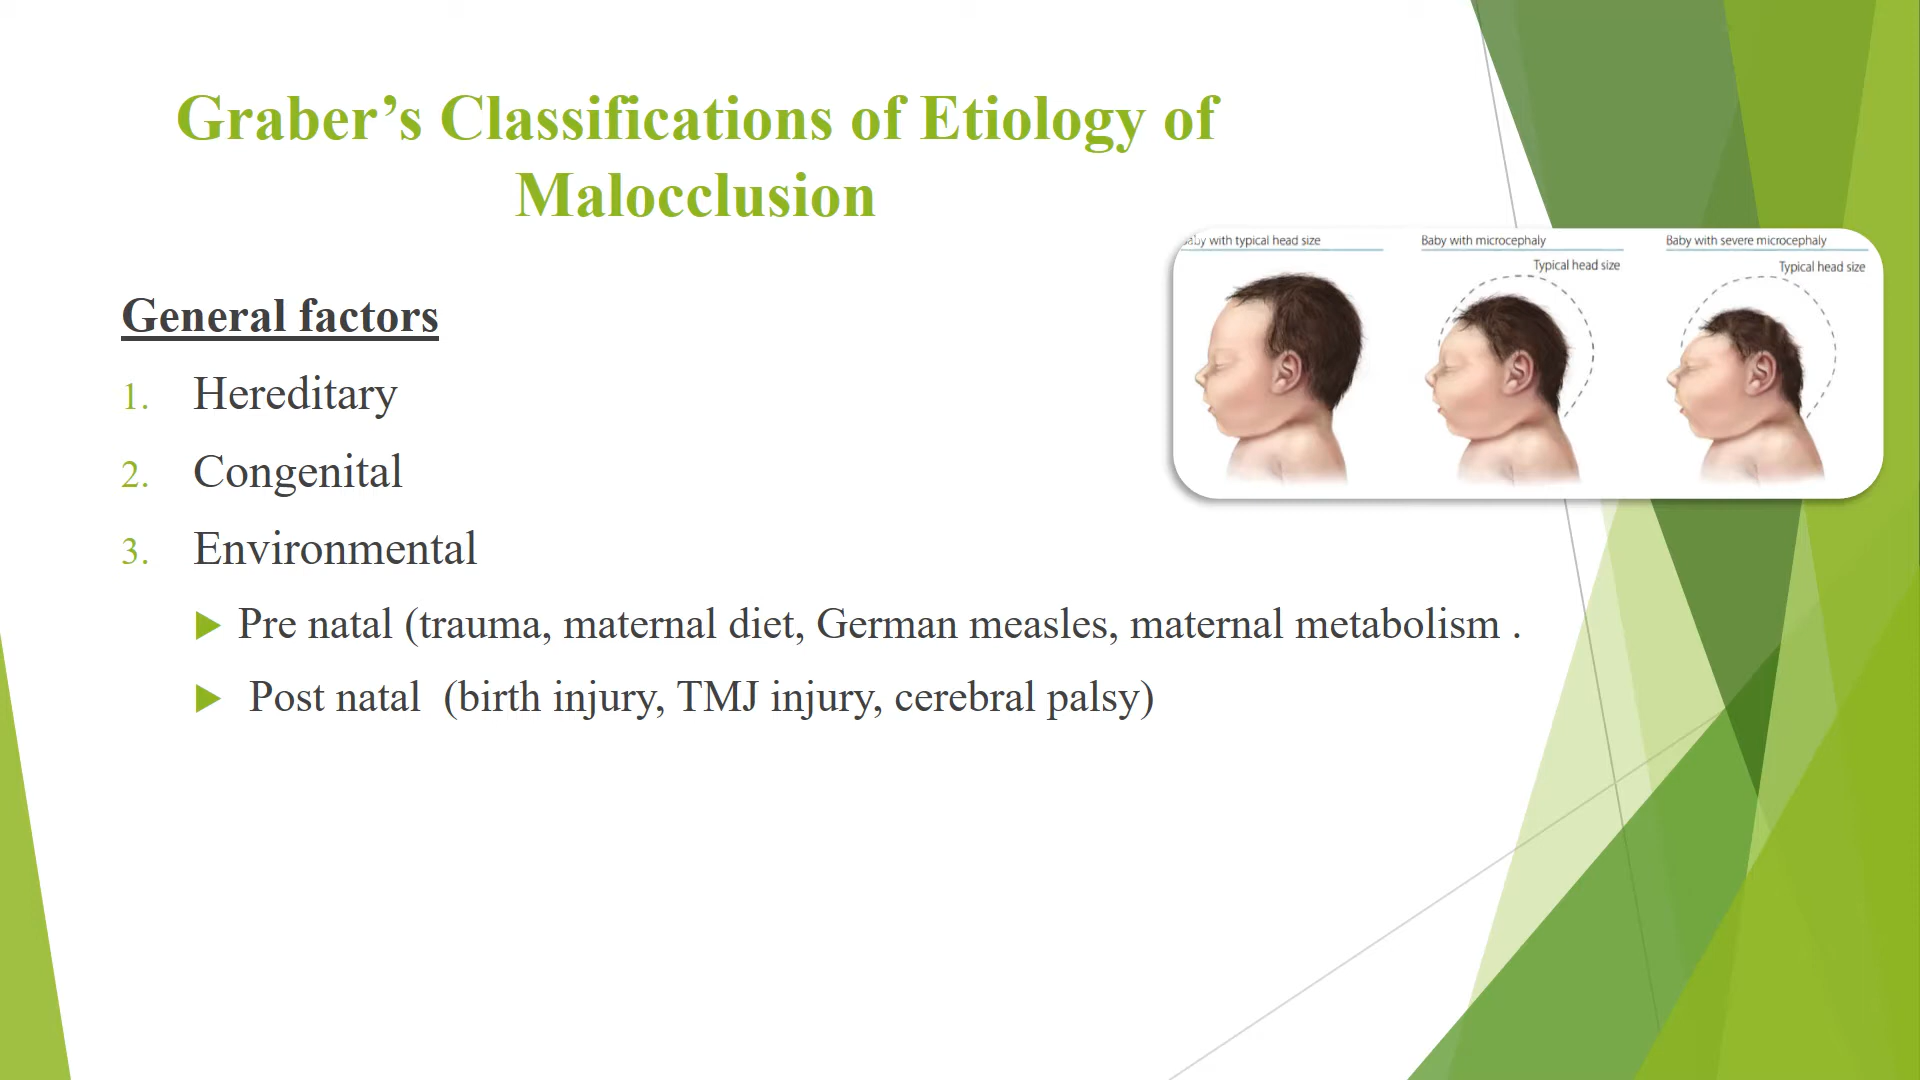 Graber’s Classifications of Etiology of
Malocclusion
General factors
1. Hereditary
2. Congenital
3. Environmental
Pre natal (trauma, maternal diet, German measles, maternal metabolism .
Post natal (birth injury, TMJ injury, cerebral palsy)
with typical head size
Baby with microcephaly
Typical head size
Baby with severe microcephaly
Typical head size